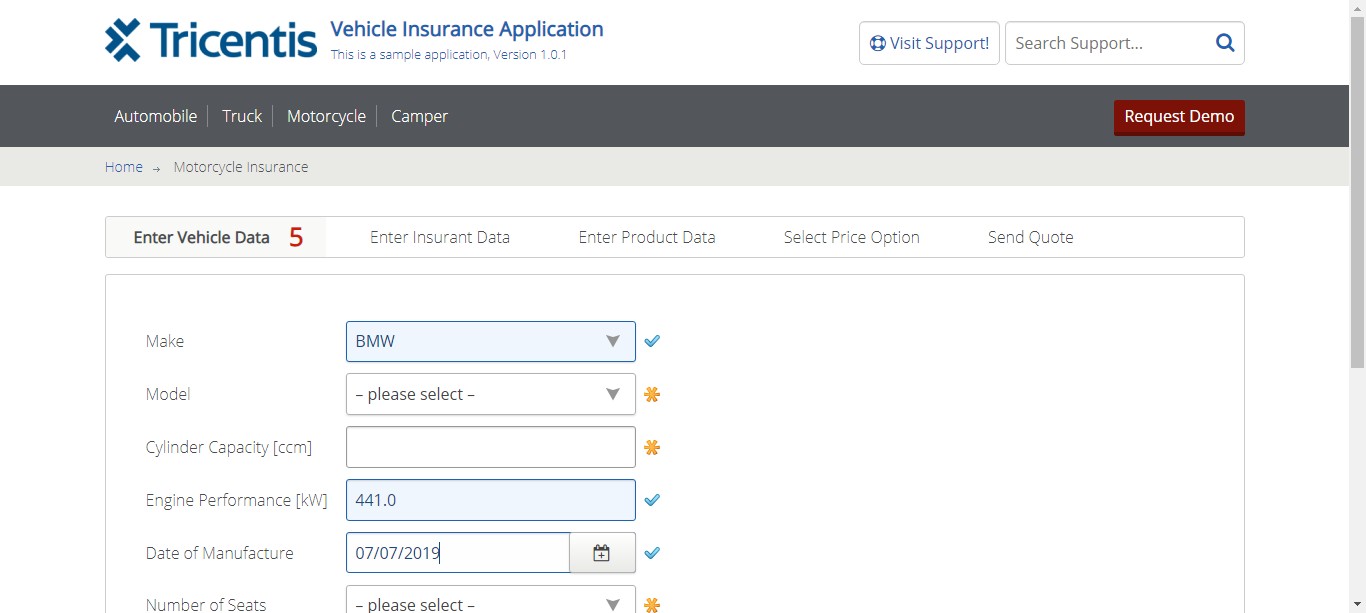 Tricentis
Vehicle Insurance Application
This is a sample application, Version 1.0.1
Visit Support!
Search Support...
Automobile
Truck
Motorcycle
Camper
Request Demo
Home → Motorcycle Insurance
Enter Vehicle Data 5
Enter Insurant Data
Enter Product Data
Select Price Option
Send Quote
Make
BMW
Model
– please select –
Cylinder Capacity [ccm]
Engine Performance [kW]
441.0
Date of Manufacture
07/07/2019
Number of Seats
– please select –